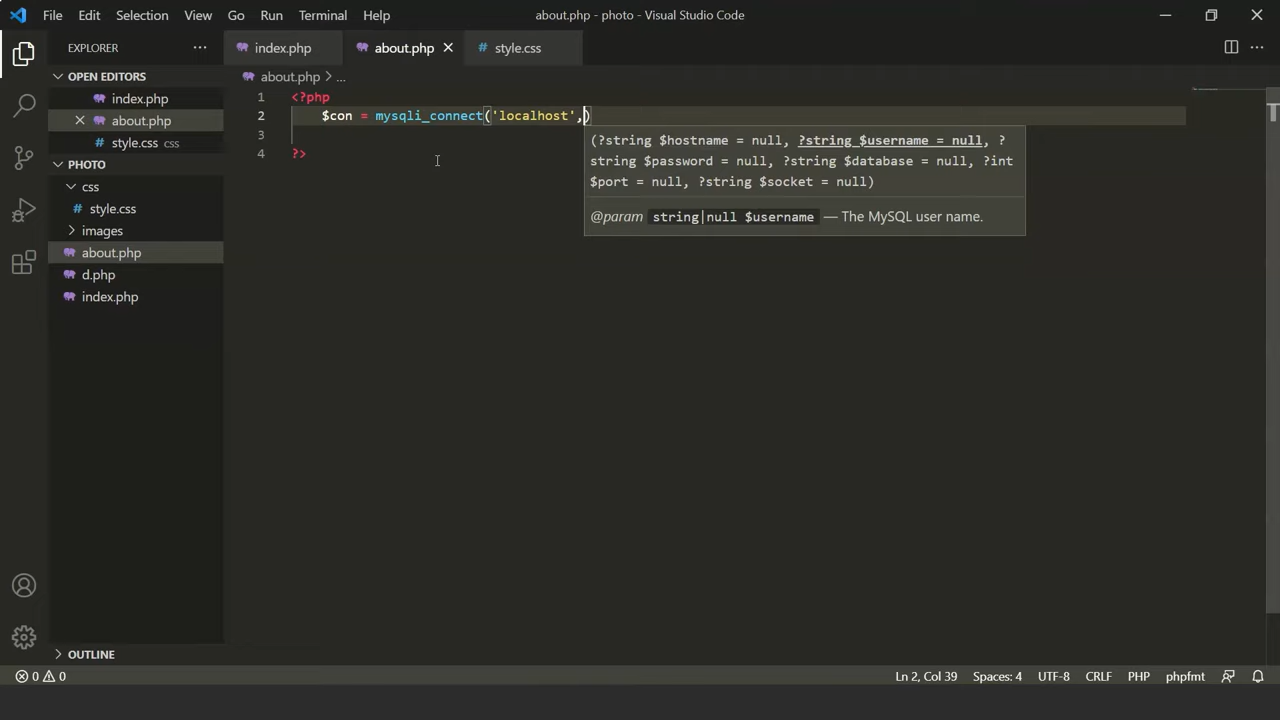 File Edit Selection View Go Run Terminal Help about.php - photo - Visual Studio Code
EXPLORER ...
index.php about.php style.css
OPEN EDITORS
index.php
about.php
style.css css
PHOTO
css
style.css
images
about.php
d.php
index.php
OUTLINE
about.php > ...
1 <?php
2 $con = mysqli_connect('localhost',)
3
4 ?>
(?string $hostname = null, ?string $username = null, ?
string $password = null, ?string $database = null, ?int
$port = null, ?string $socket = null)
@param string|null $username — The MySQL user name.
0 0 Ln 2, Col 39 Spaces: 4 UTF-8 CRLF PHP phpfmt